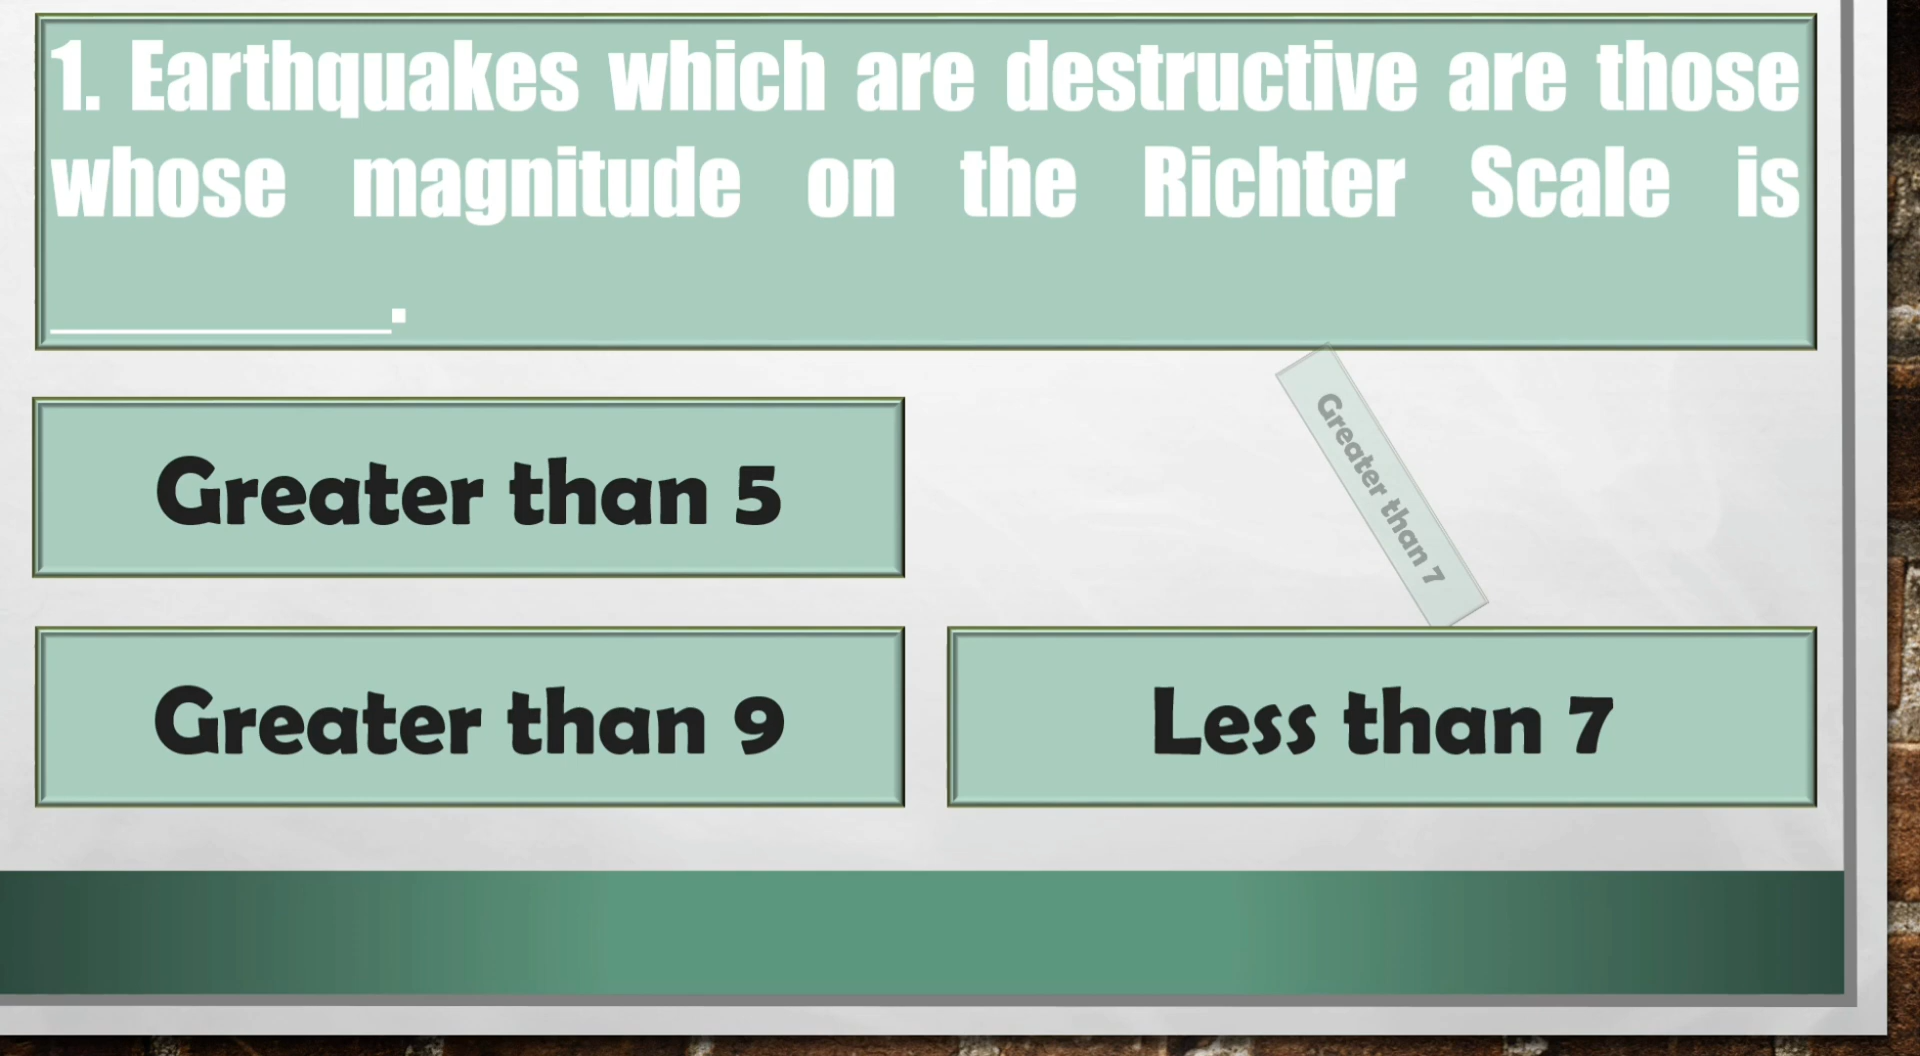 1. Earthquakes which are destructive are those
whose magnitude on the Richter Scale is
__________.
Greater than 5
Greater than 7
Greater than 9
Less than 7